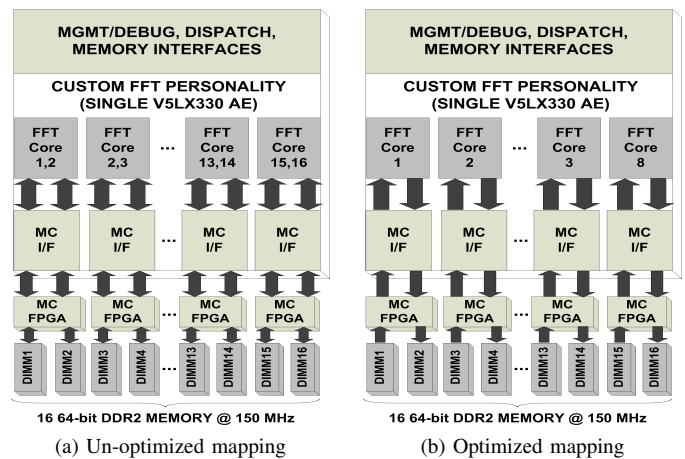 MGMT/DEBUG, DISPATCH,
MEMORY INTERFACES
CUSTOM FFT PERSONALITY
(SINGLE V5LX330 AE)
FFT
Core
1,2
FFT
Core
2,3
...
FFT
Core
13,14
FFT
Core
15,16
MC
I/F
MC
I/F
...
MC
I/F
MC
I/F
MC
FPGA
MC
FPGA
...
MC
FPGA
MC
FPGA
DIMM1
DIMM2
DIMM3
DIMM4
...
DIMM13
DIMM14
DIMM15
DIMM16
16 64-bit DDR2 MEMORY @ 150 MHz
(a) Un-optimized mapping
MGMT/DEBUG, DISPATCH,
MEMORY INTERFACES
CUSTOM FFT PERSONALITY
(SINGLE V5LX330 AE)
FFT
Core
1
FFT
Core
2
...
FFT
Core
3
FFT
Core
8
MC
I/F
MC
I/F
...
MC
I/F
MC
I/F
MC
FPGA
MC
FPGA
...
MC
FPGA
MC
FPGA
DIMM1
DIMM2
DIMM3
DIMM4
...
DIMM13
DIMM14
DIMM15
DIMM16
16 64-bit DDR2 MEMORY @ 150 MHz
(b) Optimized mapping